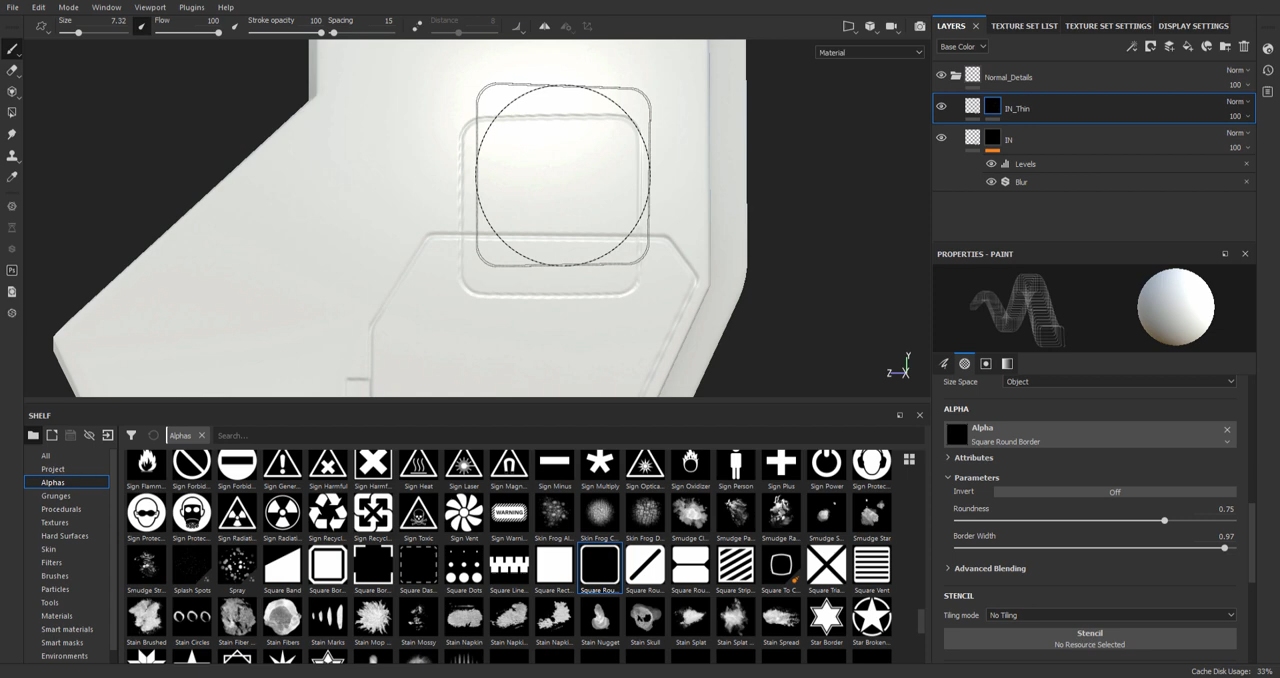 File Edit Mode Window Viewport Plugins Help
Size 7.32 Flow 100 Stroke opacity 100 Spacing 15 Distance 8
Material
Y
Z X
LAYERS × TEXTURE SET LIST TEXTURE SET SETTINGS DISPLAY SETTINGS
Base Color
Normal_Details Norm
100
IN_Thin Norm
100
IN Norm
100
Levels ×
Blur ×
PROPERTIES - PAINT
Size Space Object
ALPHA
Alpha
Square Round Border
Attributes
Parameters
Invert Off
Roundness 0.75
Border Width 0.97
Advanced Blending
STENCIL
Tiling mode No Tiling
Stencil
No Resource Selected
SHELF
Alphas × Search...
All
Project
Alphas
Grunges
Procedurals
Textures
Hard Surfaces
Skin
Filters
Brushes
Particles
Tools
Materials
Smart materials
Smart masks
Environments
Sign Flamm... Sign Forbid... Sign Forbid... Sign Gener... Sign Harmful Sign Harmf... Sign Heat Sign Laser Sign Magn... Sign Minus Sign Multiply Sign Optica... Sign Oxidizer Sign Person Sign Plus Sign Power Sign Protec...
WARNING
Sign Protec... Sign Protec... Sign Radiati... Sign Radiati... Sign Recycl... Sign Recycl... Sign Toxic Sign Venti... Sign Warni... Skin Frog Al... Skin Frog C... Skin Frog D... Smudge Cl... Smudge Pa... Smudge Ra... Smudge S... Smudge Star
Smudge Str... Splash Spots Spray Square Band Square Bor... Square Bor... Square Das... Square Dots Square Line... Square Rect... Square Rou... Square Rou... Square Rou... Square Strip... Square To C... Square Tria... Square Vent
Stain Brushed Stain Circles Stain Fiber ... Stain Fibers Stain Marks Stain Mop ... Stain Mossy Stain Napkin Stain Napki... Stain Napki... Stain Nugget Stain Skull Stain Splat Stain Splat ... Stain Spread Star Border Star Broken...
Cache Disk Usage: 33%